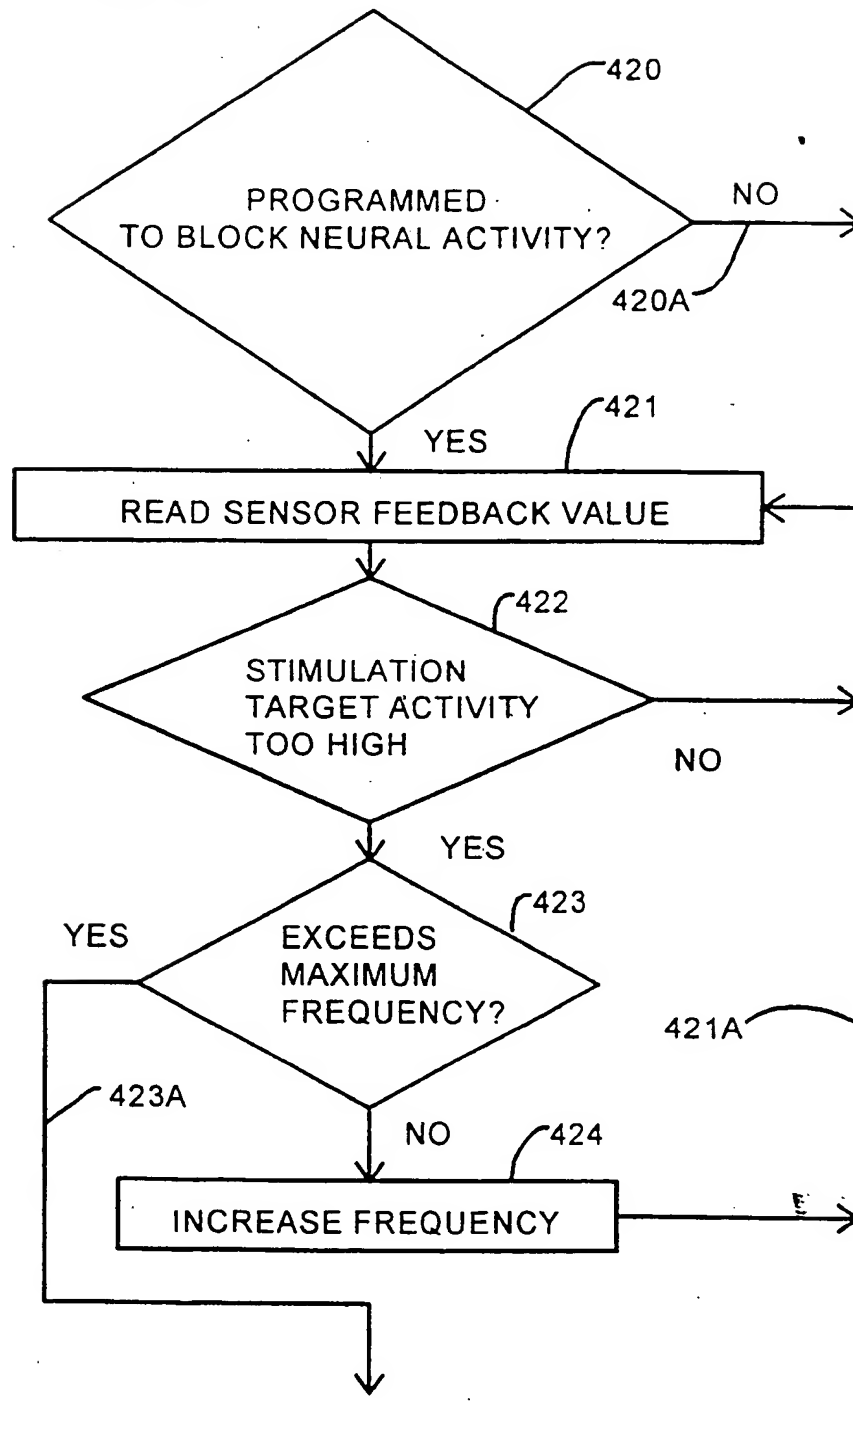 420
PROGRAMMED
TO BLOCK NEURAL ACTIVITY?
NO
420A
YES
421
READ SENSOR FEEDBACK VALUE
422
STIMULATION
TARGET ACTIVITY
TOO HIGH
NO
YES
423
YES
EXCEEDS
MAXIMUM
FREQUENCY?
421A
423A
NO
424
INCREASE FREQUENCY